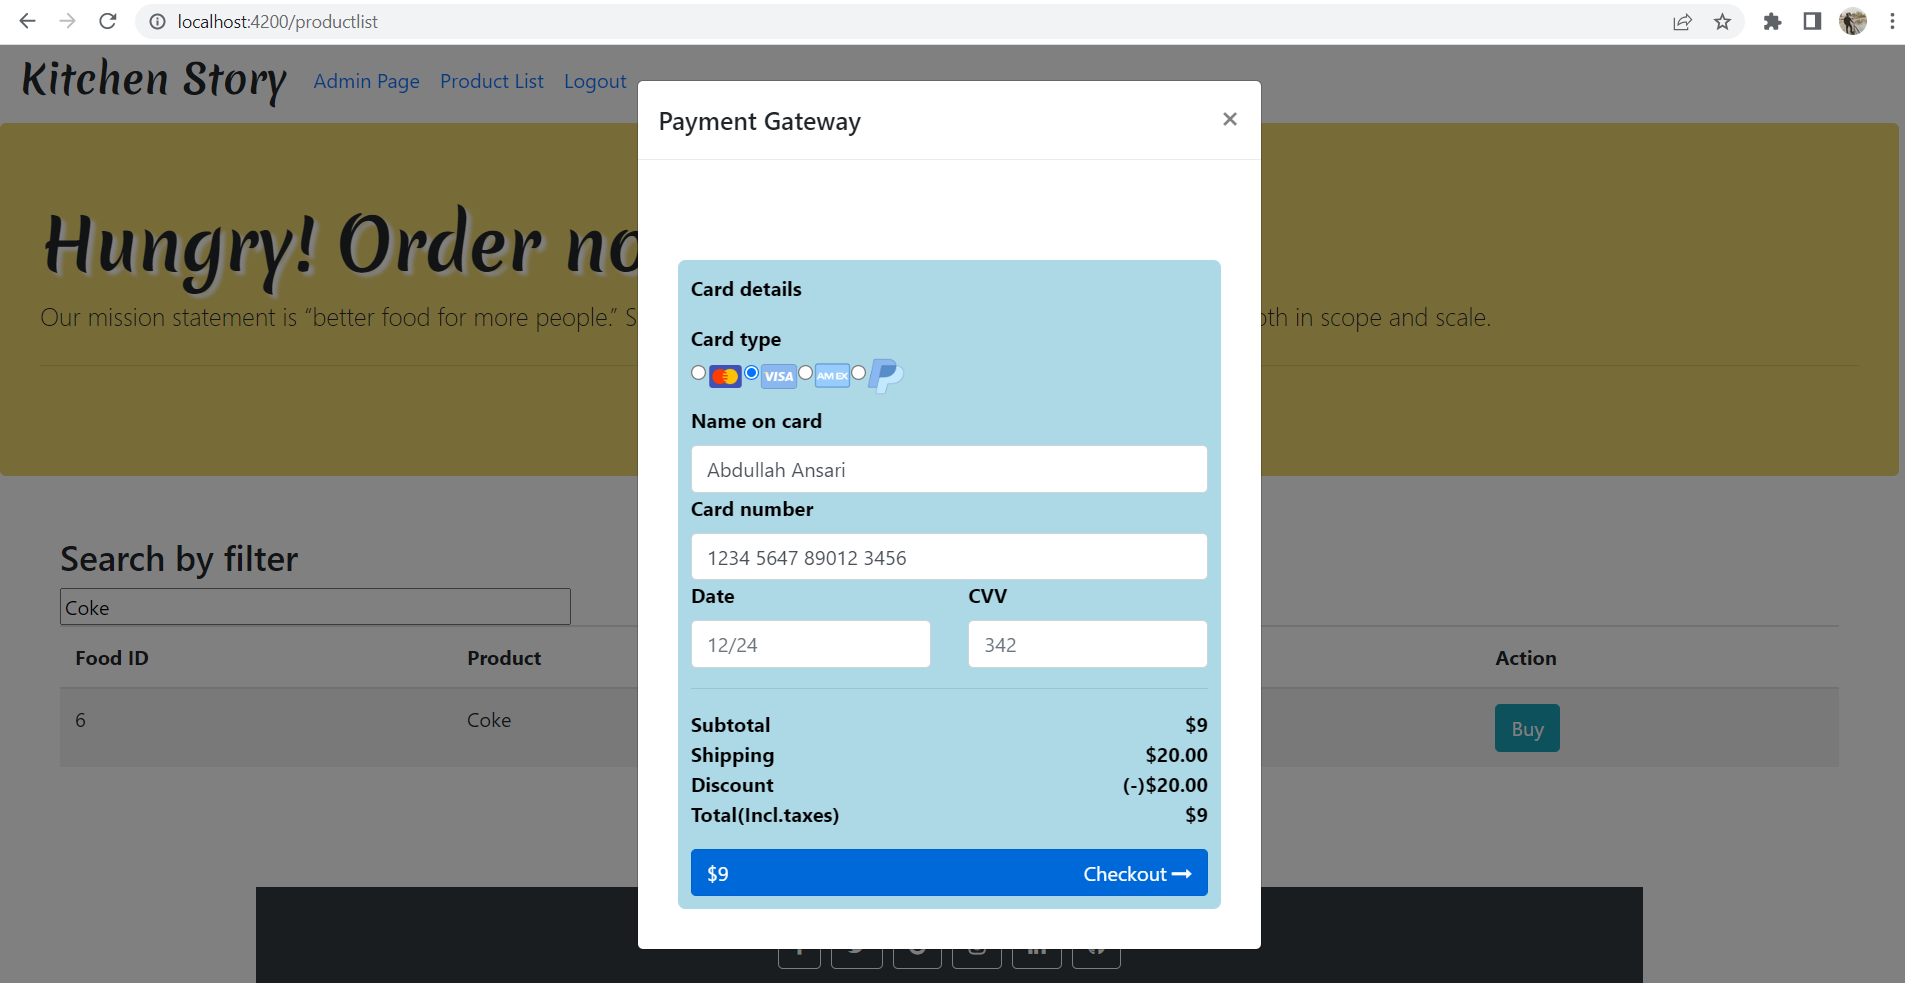 localhost:4200/productlist
Kitchen Story Admin Page Product List Logout
Payment Gateway ×
Hungry! Order
Our mission statement is “better food for more people.”
in scope and scale.
Card details
Card type
VISA AMEX
Name on card
Abdullah Ansari
Card number
1234 5647 89012 3456
Date CVV
12/24 342
Subtotal $9
Shipping $20.00
Discount (-)$20.00
Total(Incl.taxes) $9
$9 Checkout
Search by filter
Coke
Food ID Product Action
6 Coke Buy